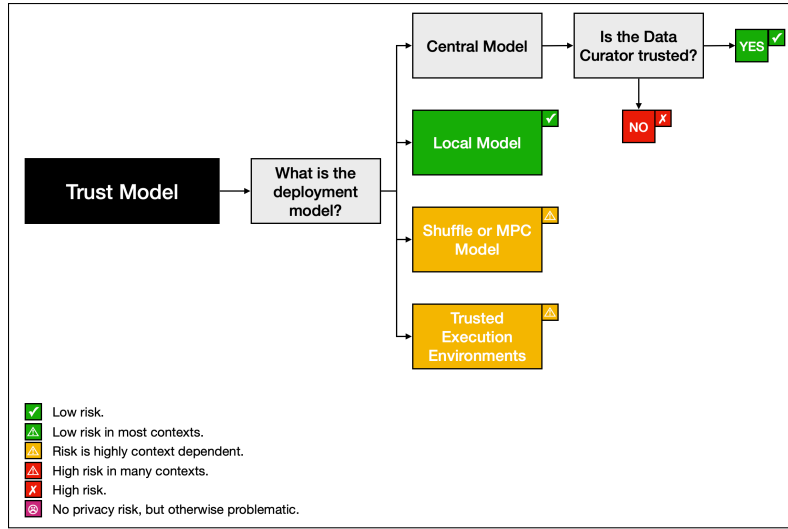 Trust Model
What is the
deployment
model?
Central Model
Is the Data
Curator trusted?
YES
NO
Local Model
Shuffle or MPC
Model
Trusted
Execution
Environments
Low risk.
Low risk in most contexts.
Risk is highly context dependent.
High risk in many contexts.
High risk.
No privacy risk, but otherwise problematic.